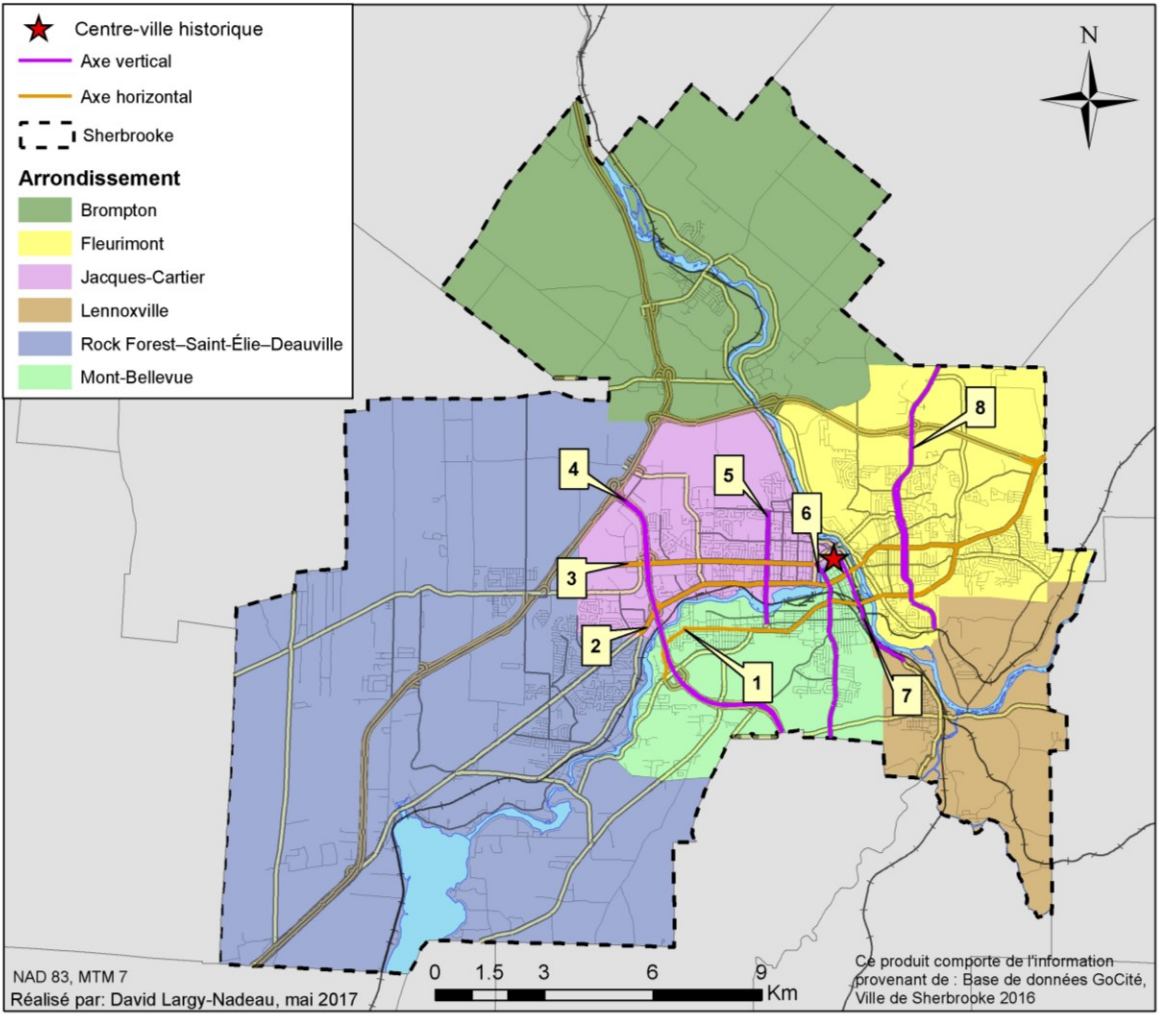 Centre-ville historique
Axe vertical
Axe horizontal
Sherbrooke
Arrondissement
Brompton
Fleurimont
Jacques-Cartier
Lennoxville
Rock Forest–Saint-Élie–Deauville
Mont-Bellevue
N
8
4
5
6
3
2
1
7
NAD 83, MTM 7
Réalisé par: David Largy-Nadeau, mai 2017
0 1.5 3 6 9
Km
Ce produit comporte de l'information
provenant de : Base de données GoCité,
Ville de Sherbrooke 2016